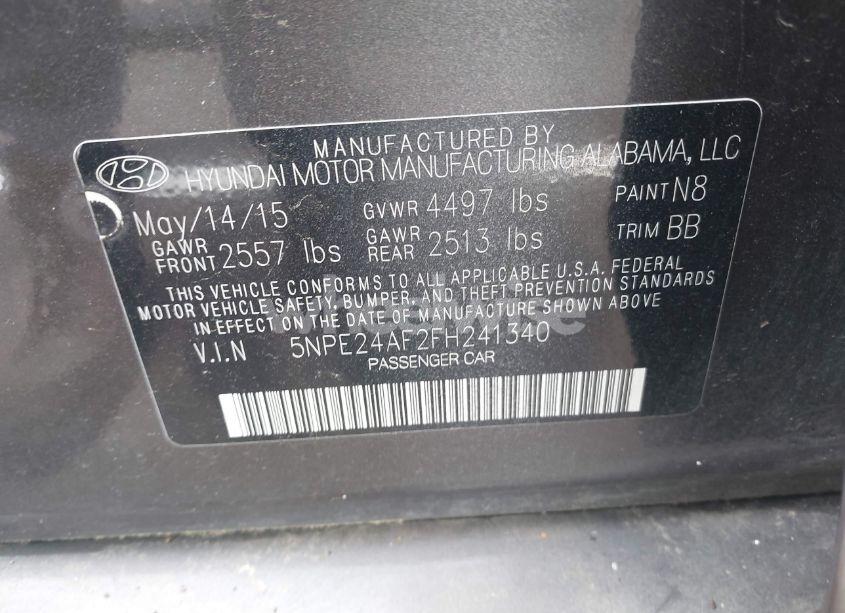 MANUFACTURED BY
HYUNDAI MOTOR MANUFACTURING ALABAMA, LLC
May/14/15 GVWR 4497 lbs PAINT N8
GAWR FRONT 2557 lbs GAWR REAR 2513 lbs TRIM BB
THIS VEHICLE CONFORMS TO ALL APPLICABLE U.S.A. FEDERAL
MOTOR VEHICLE SAFETY, BUMPER, AND THEFT PREVENTION STANDARDS
IN EFFECT ON THE DATE OF MANUFACTURE SHOWN ABOVE
V.I.N 5NPE24AF2FH241340
PASSENGER CAR